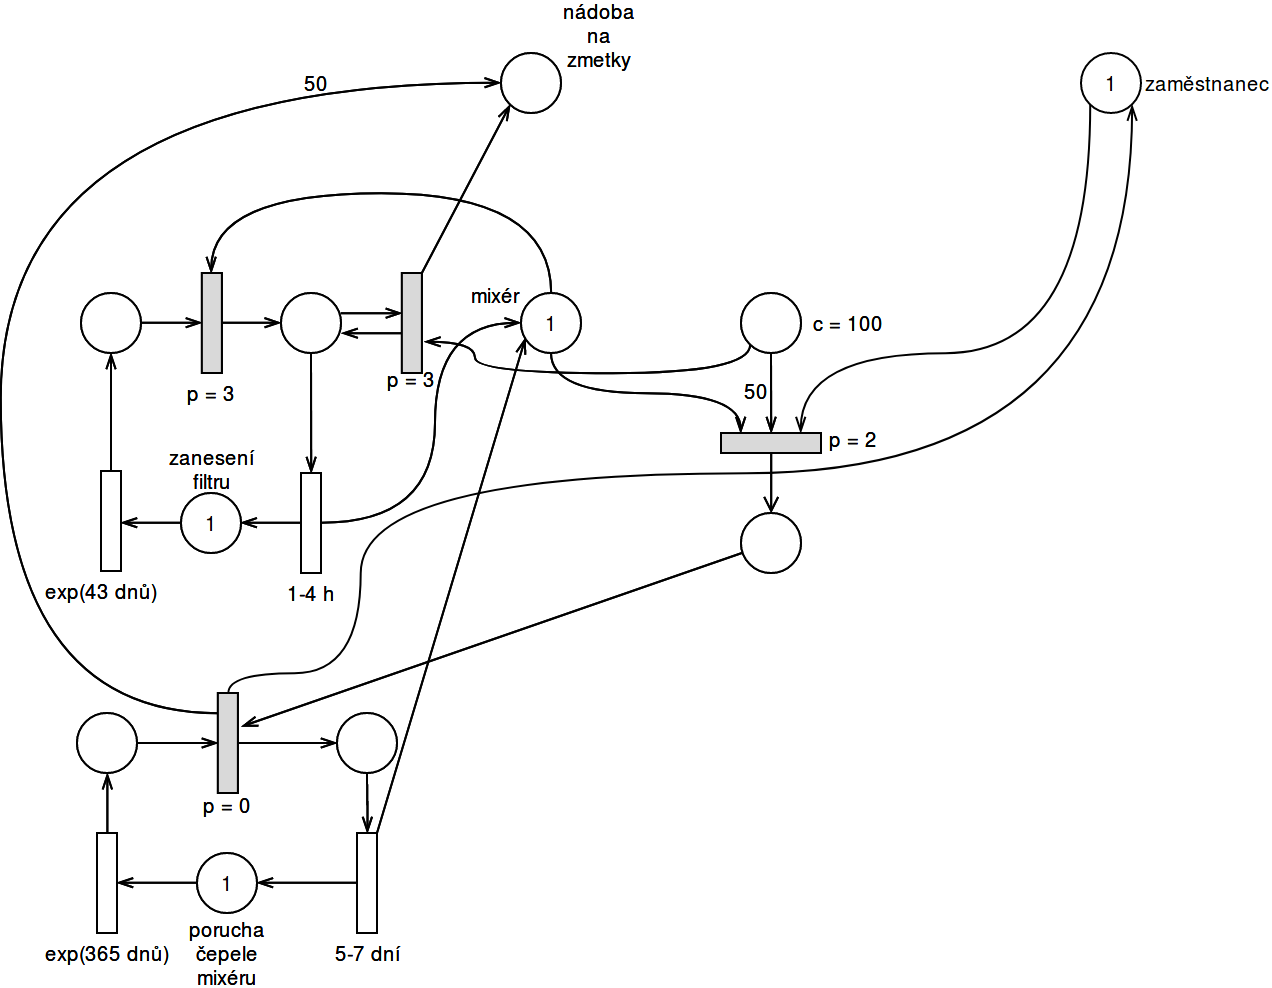 nádoba
na
zmetky
50
1
zaměstnanec
mixér
1
c = 100
p = 3
p = 3
50
p = 2
zanesení
filtru
1
exp(43 dnů)
1-4 h
p = 0
1
porucha
čepele
mixéru
exp(365 dnů)
5-7 dní